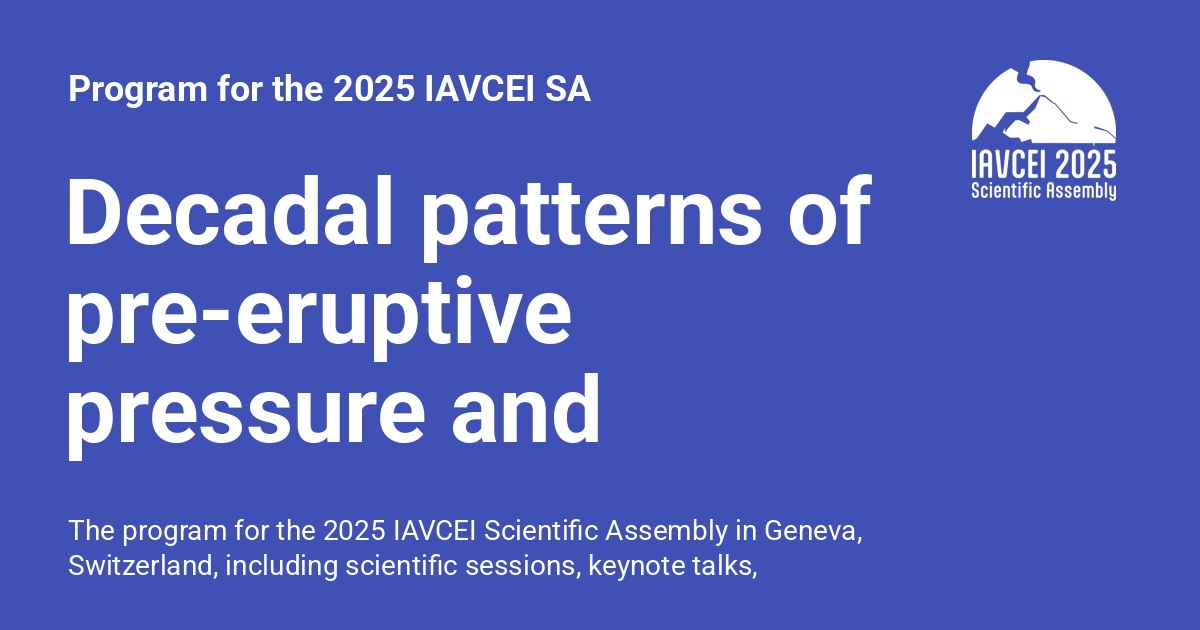 Program for the 2025 IAVCEI SA
IAVCEI 2025
Scientific Assembly
Decadal patterns of
pre-eruptive
pressure and
The program for the 2025 IAVCEI Scientific Assembly in Geneva,
Switzerland, including scientific sessions, keynote talks,